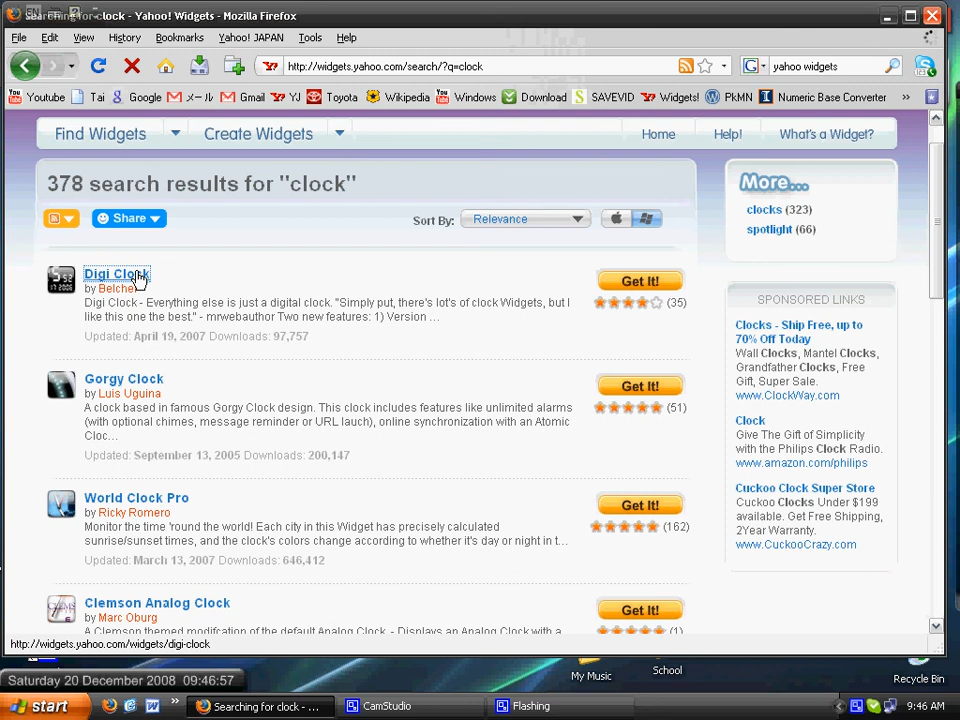 Searching for clock - Yahoo! Widgets - Mozilla Firefox
File Edit View History Bookmarks Yahoo! JAPAN Tools Help
http://widgets.yahoo.com/search/?q=clock
yahoo widgets
Youtube Tai Google メール Gmail YJ Toyota Wikipedia Windows Download SAVEVID Widgets! PkMN Numeric Base Converter »
Find Widgets Create Widgets Home Help! What's a Widget?
378 search results for "clock"
Share Sort By: Relevance
Digi Clock
by Belche
Digi Clock - Everything else is just a digital clock. "Simply put, there's lot's of clock Widgets, but I
like this one the best." - mrwebauthor Two new features: 1) Version ...
Updated: April 19, 2007 Downloads: 97,757
Get It!
(35)
Gorgy Clock
by Luis Uguina
A clock based in famous Gorgy Clock design. This clock includes features like unlimited alarms
(with optional chimes, message reminder or URL lauch), online synchronization with an Atomic
Cloc...
Updated: September 13, 2005 Downloads: 200,147
Get It!
(51)
World Clock Pro
by Ricky Romero
Monitor the time 'round the world! Each city in this Widget has precisely calculated
sunrise/sunset times, and the clock's colors change according to whether it's day or night in t...
Updated: March 13, 2007 Downloads: 646,412
Get It!
(162)
Clemson Analog Clock
by Marc Oburg
A Clemson themed modifcation of the default Analog Clock. - Displays an Analog Clock with a
Get It!
(1)
More...
clocks (323)
spotlight (66)
SPONSORED LINKS
Clocks - Ship Free, up to
70% Off Today
Wall Clocks, Mantel Clocks,
Grandfather Clocks, Free
Gift, Super Sale.
www.ClockWay.com
Clock
Give The Gift of Simplicity
with the Philips Clock Radio.
www.amazon.com/philips
Cuckoo Clock Super Store
Cuckoo Clocks Under $199
available. Get Free Shipping,
2Year Warranty.
www.CuckooCrazy.com
http://widgets.yahoo.com/widgets/digi-clock
My Music
School
Recycle Bin
Saturday 20 December 2008 09:46:57
start » Searching for clock - ... CamStudio Flashing 9:46 AM